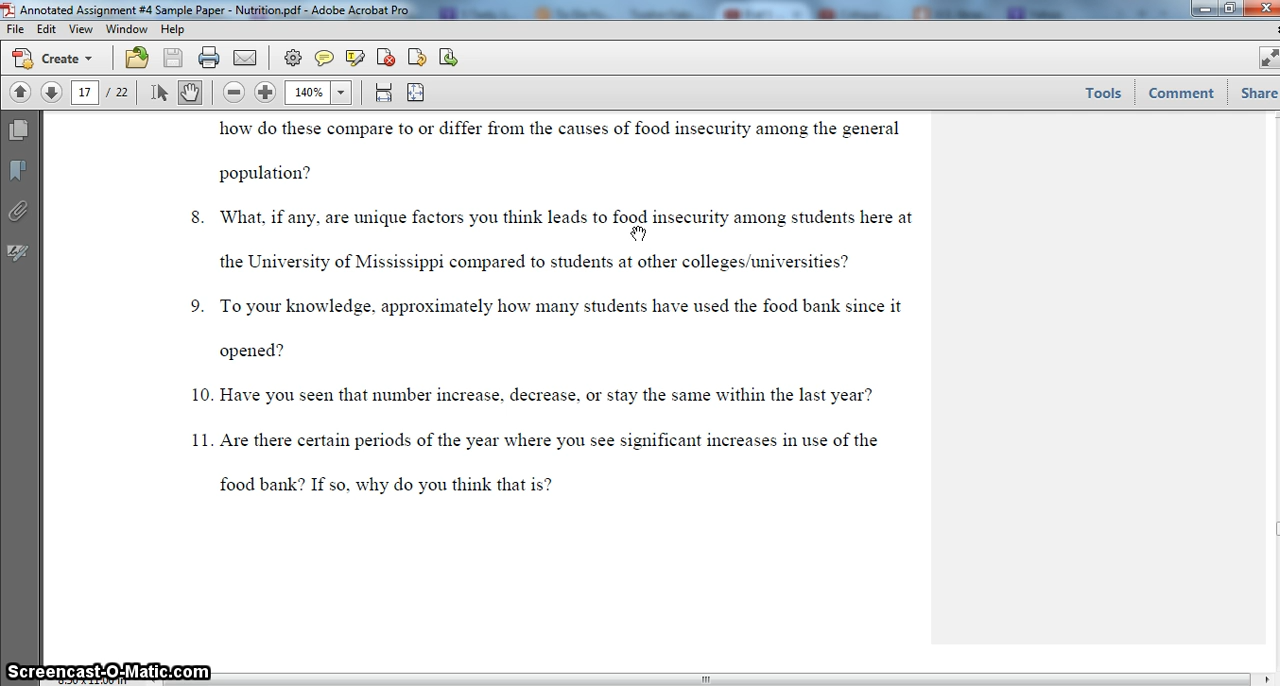 Annotated Assignment #4 Sample Paper - Nutrition.pdf - Adobe Acrobat Pro
File Edit View Window Help
Create
17 / 22 140% Tools Comment Share
how do these compare to or differ from the causes of food insecurity among the general
population?
8. What, if any, are unique factors you think leads to food insecurity among students here at
the University of Mississippi compared to students at other colleges/universities?
9. To your knowledge, approximately how many students have used the food bank since it
opened?
10. Have you seen that number increase, decrease, or stay the same within the last year?
11. Are there certain periods of the year where you see significant increases in use of the
food bank? If so, why do you think that is?
Screencast-O-Matic.com